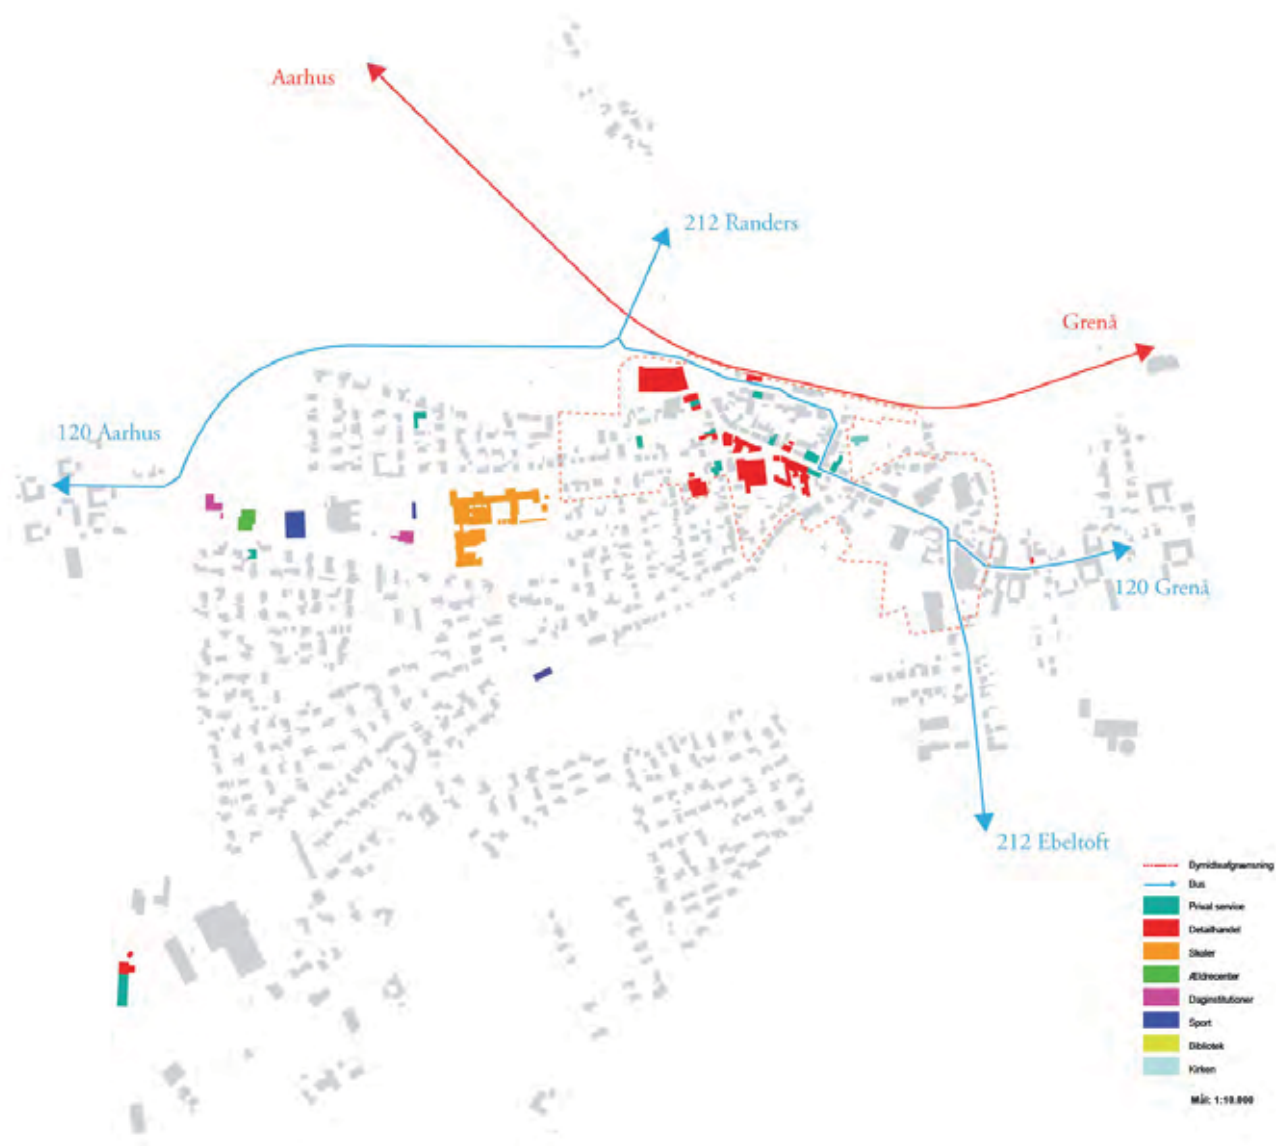 Aarhus
212 Randers
Grenå
120 Aarhus
120 Grenå
212 Ebeltoft
Bymidteafgrænsning
Bus
Privat service
Detailhandel
Skoler
Ældrecenter
Daginstitutioner
Sport
Bibliotek
Kirken
Mål: 1:10.000